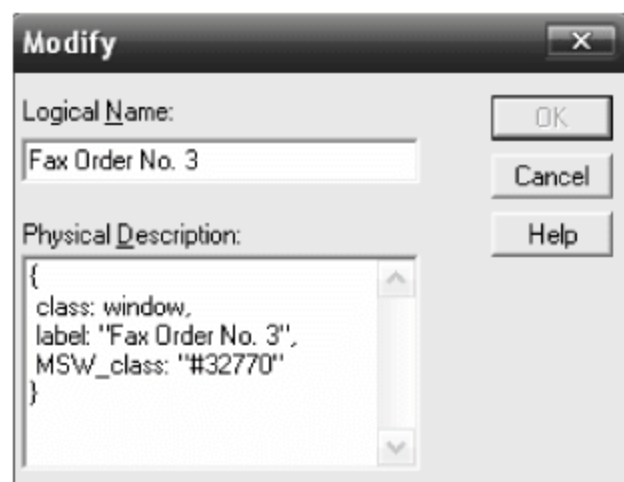 Modify
Logical Name:
OK
Fax Order No. 3
Cancel
Physical Description:
Help
{
class: window,
label: "Fax Order No. 3",
MSW_class: "#32770"
}